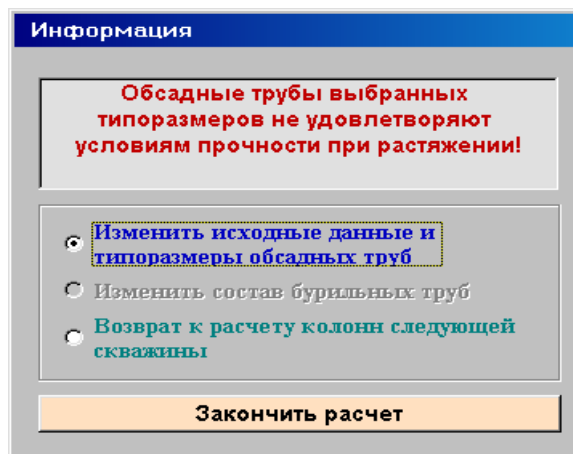 Информация
Обсадные трубы выбранных
типоразмеров не удовлетворяют
условиям прочности при растяжении!
Изменить исходные данные и
типоразмеры обсадных труб
Изменить состав бурильных труб
Возврат к расчету колонн следующей
скважины
Закончить расчет